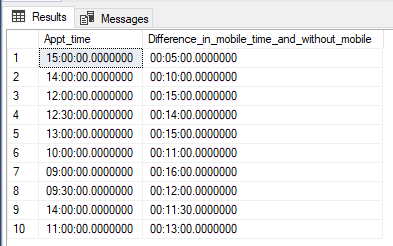 Results Messages
Appt_time Difference_in_mobile_time_and_without_mobile
1 15:00:00.0000000 00:05:00.0000000
2 14:00:00.0000000 00:10:00.0000000
3 12:00:00.0000000 00:15:00.0000000
4 12:30:00.0000000 00:14:00.0000000
5 13:00:00.0000000 00:15:00.0000000
6 10:00:00.0000000 00:11:00.0000000
7 09:00:00.0000000 00:16:00.0000000
8 09:30:00.0000000 00:12:00.0000000
9 14:00:00.0000000 00:11:30.0000000
10 11:00:00.0000000 00:13:00.0000000